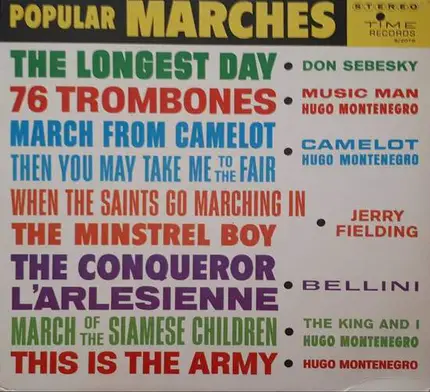 POPULAR MARCHES
STEREO
TIME
RECORDS
THE LONGEST DAY • DON SEBESKY
76 TROMBONES • MUSIC MAN
HUGO MONTENEGRO
MARCH FROM CAMELOT
THEN YOU MAY TAKE ME TO THE FAIR
• CAMELOT
HUGO MONTENEGRO
WHEN THE SAINTS GO MARCHING IN
THE MINSTREL BOY
• JERRY
FIELDING
THE CONQUEROR
L'ARLESIENNE
• BELLINI
MARCH OF THE SIAMESE CHILDREN • THE KING AND I
HUGO MONTENEGRO
THIS IS THE ARMY • HUGO MONTENEGRO